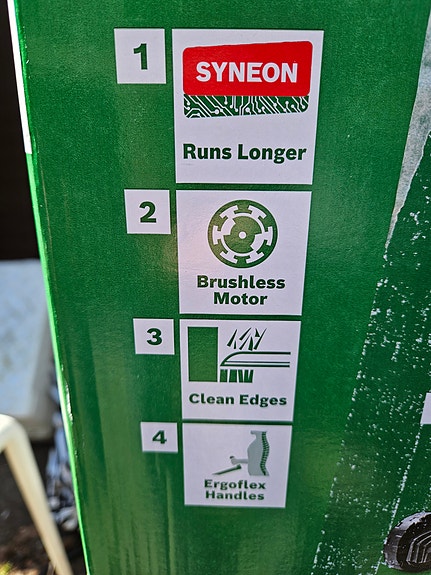 1
SYNEON
Runs Longer
2
Brushless
Motor
3
Clean Edges
4
Ergoflex
Handles